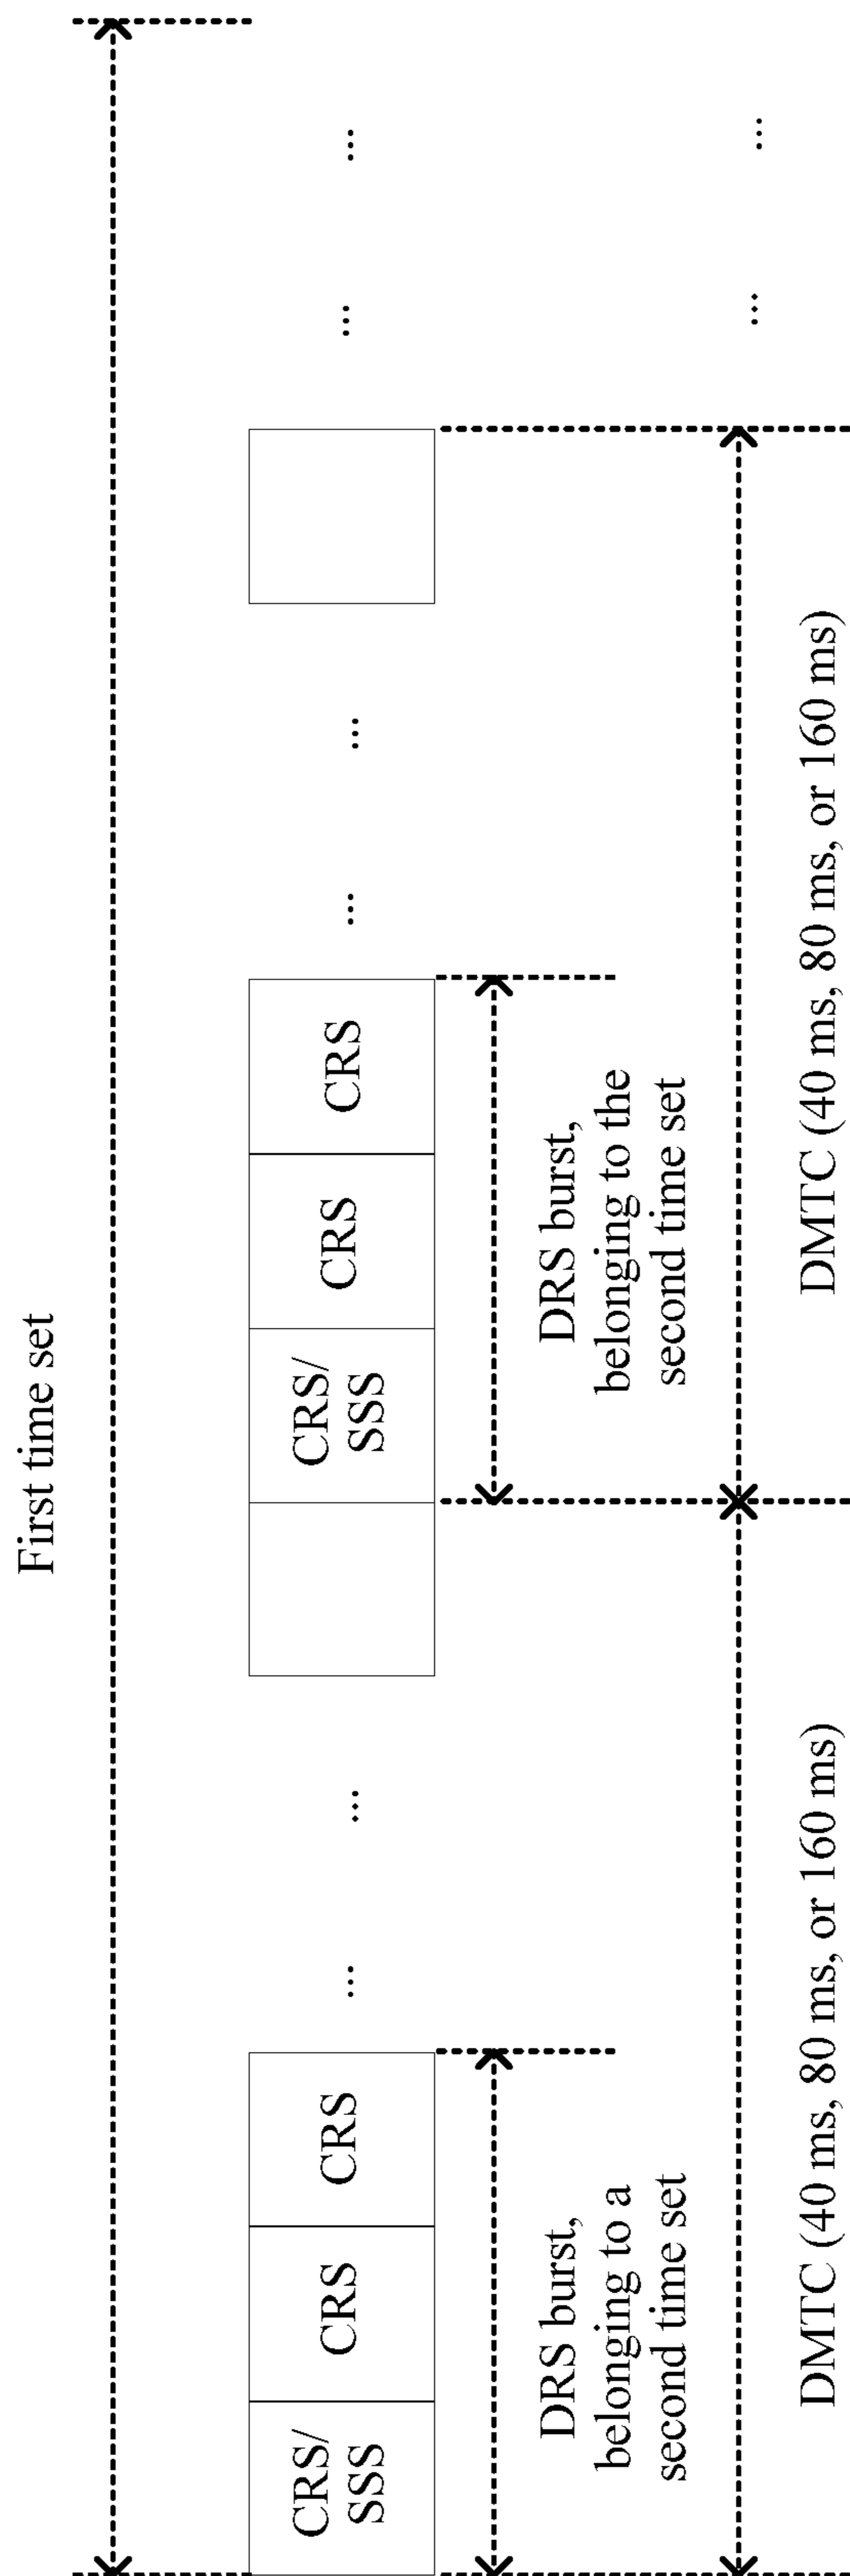 First time set
CRS/
SSS
CRS
CRS
...
...
CRS/
SSS
CRS
CRS
...
...
...
...
DRS burst,
belonging to a
second time set
DRS burst,
belonging to the
second time set
DMTC (40 ms, 80 ms, or 160 ms)
DMTC (40 ms, 80 ms, or 160 ms)
...
...